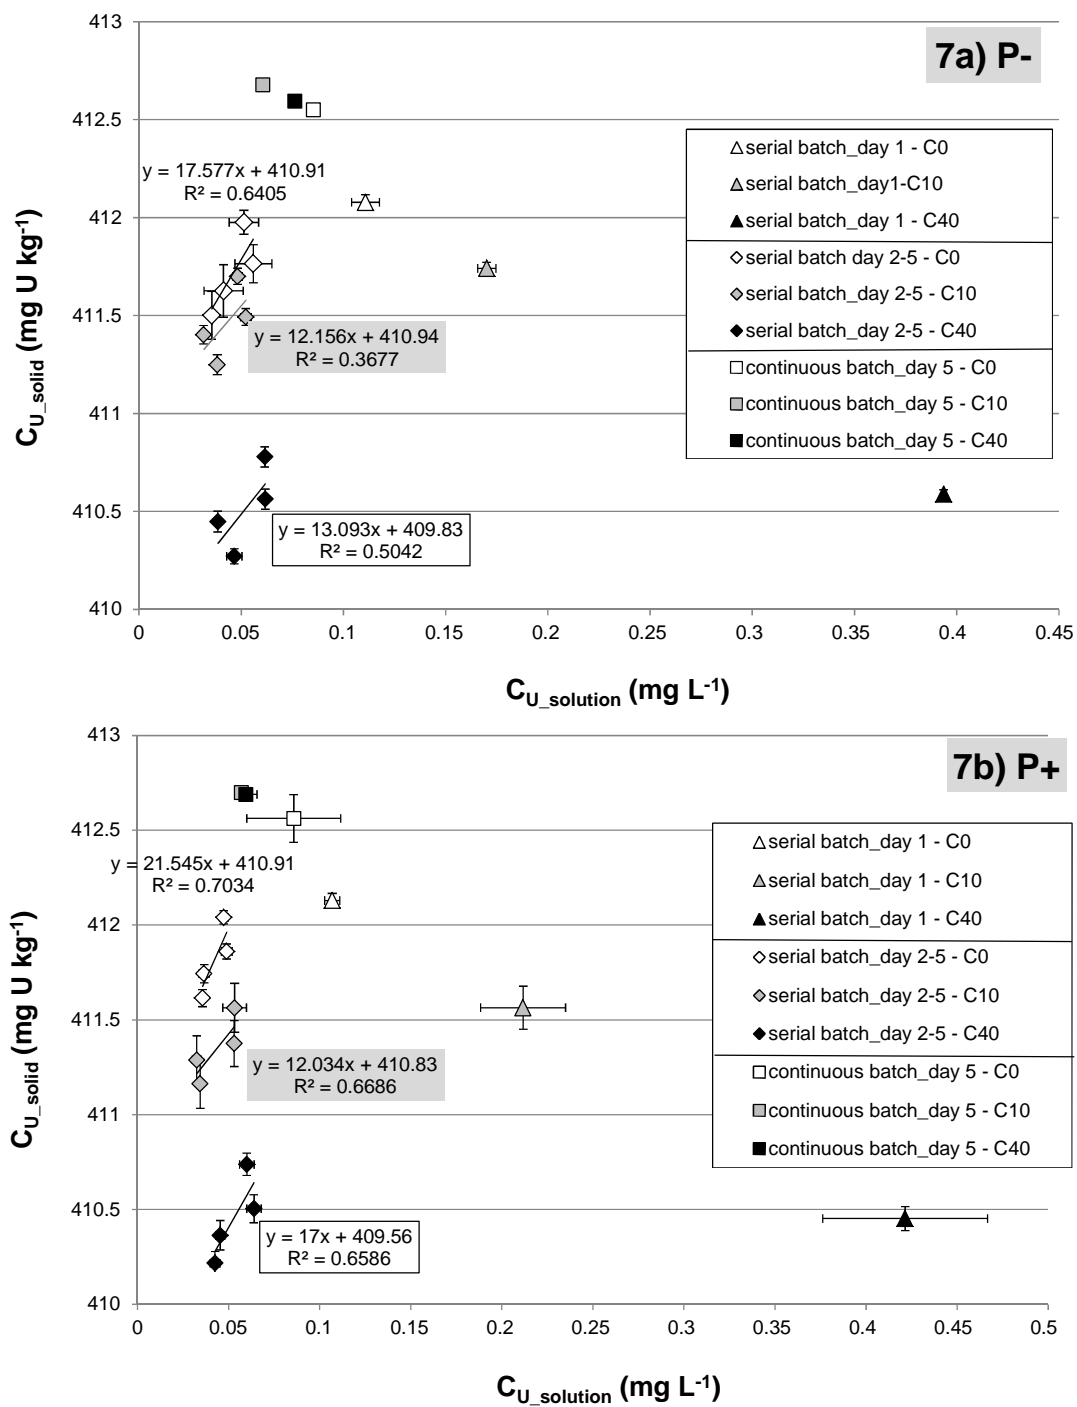 7a) P-
413
412.5
412
411.5
411
410.5
410
C_U_solid (mg U kg⁻¹)
y = 17.577x + 410.91
R² = 0.6405
y = 12.156x + 410.94
R² = 0.3677
y = 13.093x + 409.83
R² = 0.5042
serial batch_day 1 - C0
serial batch_day1-C10
serial batch_day 1 - C40
serial batch day 2-5 - C0
serial batch_day 2-5 - C10
serial batch_day 2-5 - C40
continuous batch_day 5 - C0
continuous batch_day 5 - C10
continuous batch_day 5 - C40
0 0.05 0.1 0.15 0.2 0.25 0.3 0.35 0.4 0.45
C_U_solution (mg L⁻¹)
7b) P+
413
412.5
412
411.5
411
410.5
410
C_U_solid (mg U kg⁻¹)
y = 21.545x + 410.91
R² = 0.7034
y = 12.034x + 410.83
R² = 0.6686
y = 17x + 409.56
R² = 0.6586
serial batch_day 1 - C0
serial batch_day 1 - C10
serial batch_day 1 - C40
serial batch_day 2-5 - C0
serial batch_day 2-5 - C10
serial batch_day 2-5 - C40
continuous batch_day 5 - C0
continuous batch_day 5 - C10
continuous batch_day 5 - C40
0 0.05 0.1 0.15 0.2 0.25 0.3 0.35 0.4 0.45 0.5
C_U_solution (mg L⁻¹)